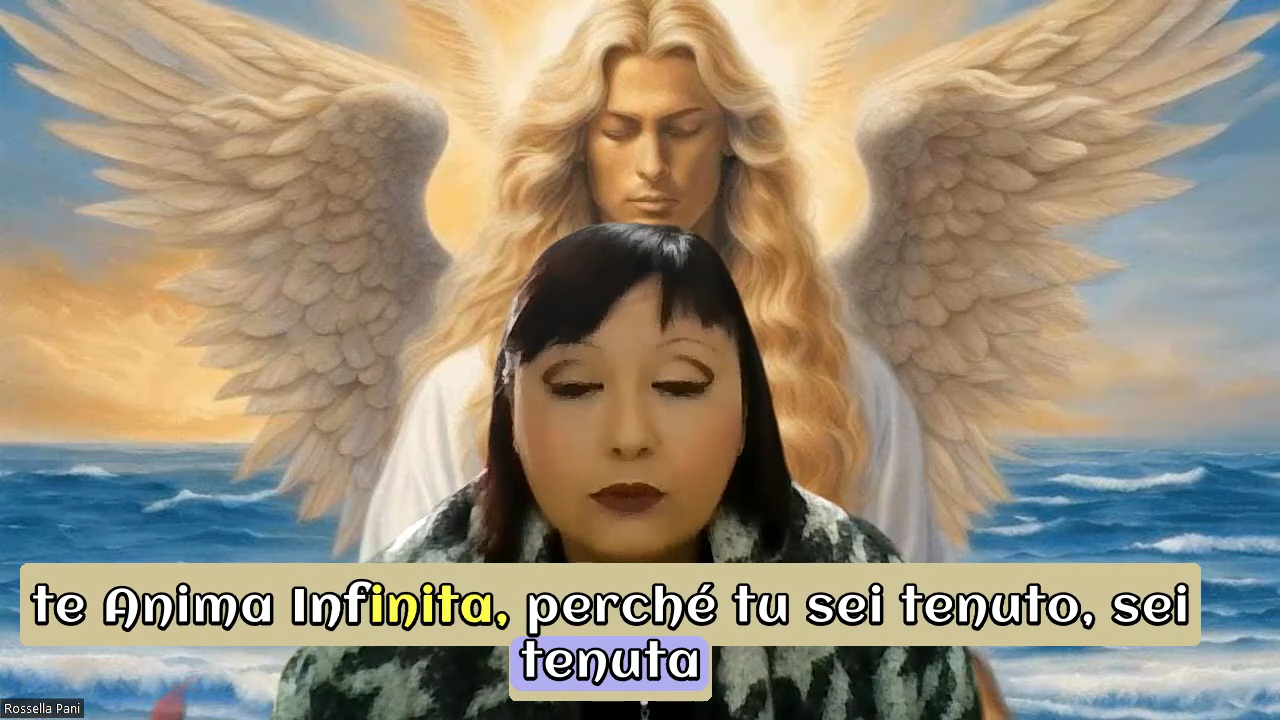 te Anima Infinita, perché tu sei tenuto, sei
tenuta
Rossella Pani